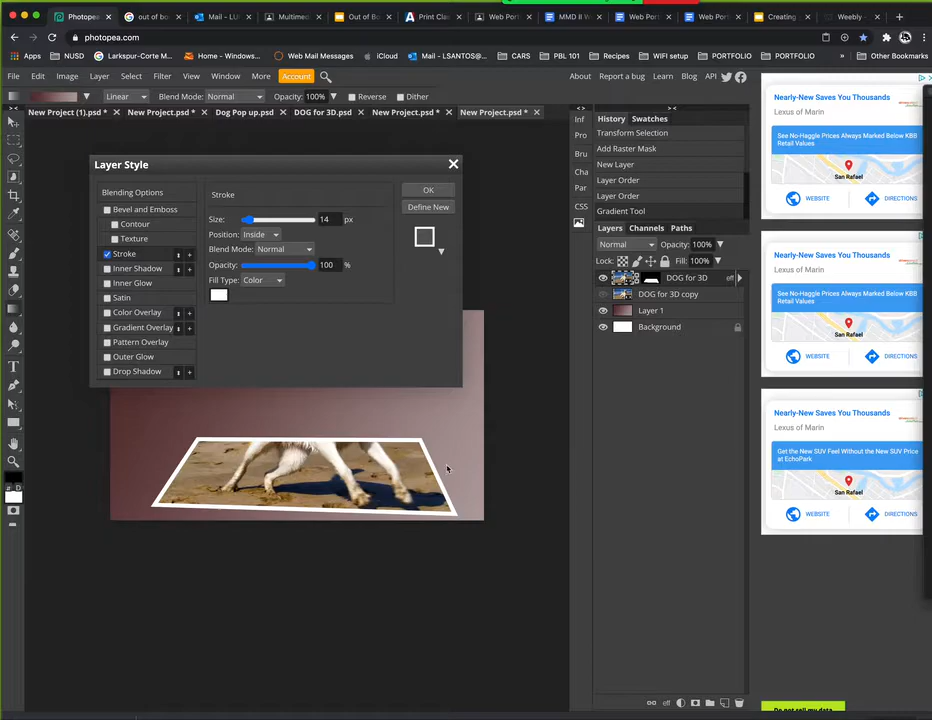 Photopea
out of bo
Mail - LU
Multimed
Out of B
Print Cla
Web Port
MMD II W
Web Por
Web Por
Creating
Weebly -
photopea.com
Apps
NUSD
Larkspur-Corte M...
Home - Windows...
Web Mail Messages
iCloud
Mail - LSANTOS@...
CARS
PBL 101
Recipes
WIFI setup
PORTFOLIO
PORTFOLIO
Other Bookmarks
File Edit Image Layer Select Filter View Window More Account
About Report a bug Learn Blog API
Linear
Blend Mode: Normal
Opacity: 100%
Reverse
Dither
New Project (1).psd *
New Project.psd *
Dog Pop up.psd
DOG for 3D.psd
New Project.psd *
New Project.psd *
Layer Style
Blending Options
Bevel and Emboss
Contour
Texture
Stroke
Inner Shadow
Inner Glow
Satin
Color Overlay
Gradient Overlay
Pattern Overlay
Outer Glow
Drop Shadow
Stroke
Size: 14 px
Position: Inside
Blend Mode: Normal
Opacity: 100 %
Fill Type: Color
OK
Define New
Inf
Pro
Bru
Cha
Par
CSS
History Swatches
Transform Selection
Add Raster Mask
New Layer
Layer Order
Layer Order
Gradient Tool
Layers Channels Paths
Normal
Opacity: 100%
Lock:
Fill: 100%
DOG for 3D
eff
DOG for 3D copy
Layer 1
Background
eff
Nearly-New Saves You Thousands
Lexus of Marin
See No-Haggle Prices Always Marked Below KBB
Retail Values
San Rafael
WEBSITE
DIRECTIONS
Nearly-New Saves You Thousands
Lexus of Marin
See No-Haggle Prices Always Marked Below KBB
Retail Values
San Rafael
WEBSITE
DIRECTIONS
Nearly-New Saves You Thousands
Lexus of Marin
Get the New SUV Feel Without the New SUV Price
at EchoPark
San Rafael
WEBSITE
DIRECTIONS
Do not sell my data